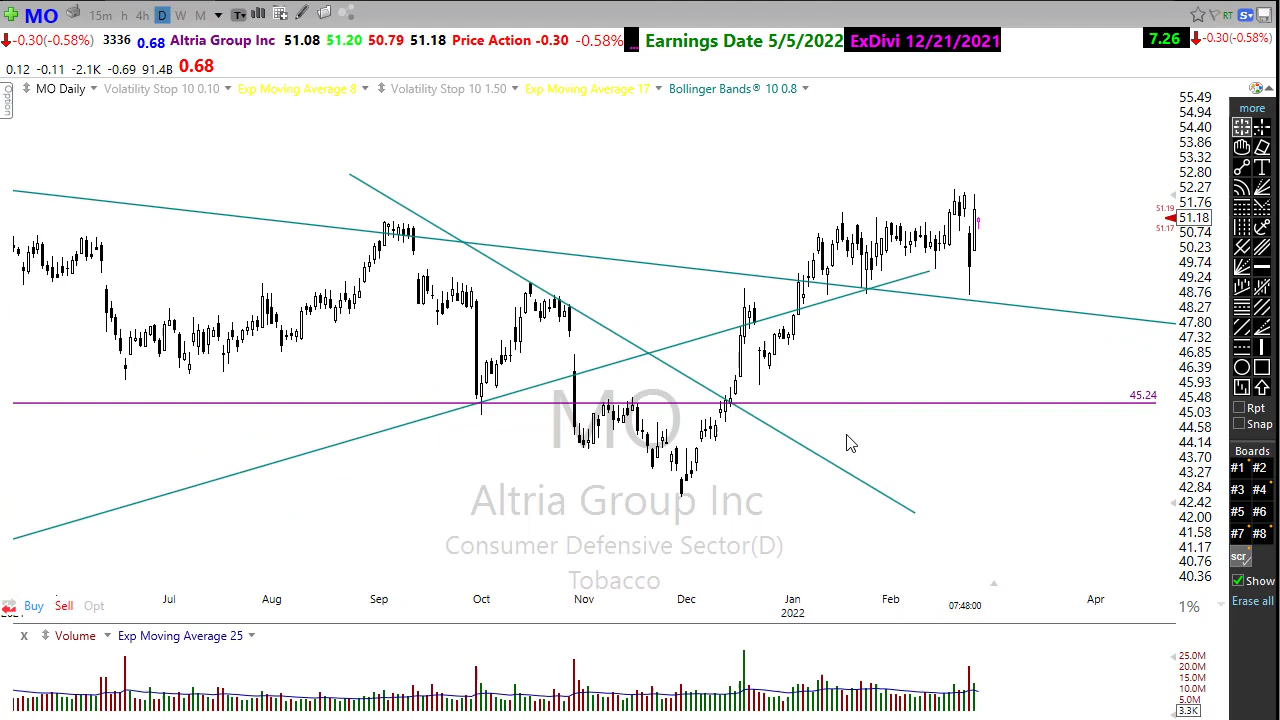 MO 15m h 4h D W M T RT S
-0.30(-0.58%) 3336 0.68 Altria Group Inc 51.08 51.20 50.79 51.18 Price Action -0.30 -0.58% ... Earnings Date 5/5/2022 ExDivi 12/21/2021 7.26 -0.30(-0.58%)
0.12 -0.11 -2.1K -0.69 91.4B 0.68
Option
MO Daily Volatility Stop 10 0.10 Exp Moving Average 8 Volatility Stop 10 1.50 Exp Moving Average 17 Bollinger Bands® 10 0.8
55.49
54.94
54.40
53.86
53.32
52.80
52.27
51.76
51.19
51.18
51.17
50.74
50.23
49.74
49.24
48.76
48.27
47.80
47.32
46.85
46.39
45.93
45.48
45.24
45.03
44.58
44.14
43.70
43.27
42.84
42.42
42.00
41.58
41.17
40.76
40.36
MO
Altria Group Inc
Consumer Defensive Sector(D)
Tobacco
more
T
Rpt
Snap
Boards
#1 #2
#3 #4
#5 #6
#7 #8
scr
Show
Erase all
Buy Sell Opt
Jul Aug Sep Oct Nov Dec Jan Feb Apr
2022 07:48:00
1%
X Volume Exp Moving Average 25
25.0M
20.0M
15.0M
10.0M
5.0M
3.3K